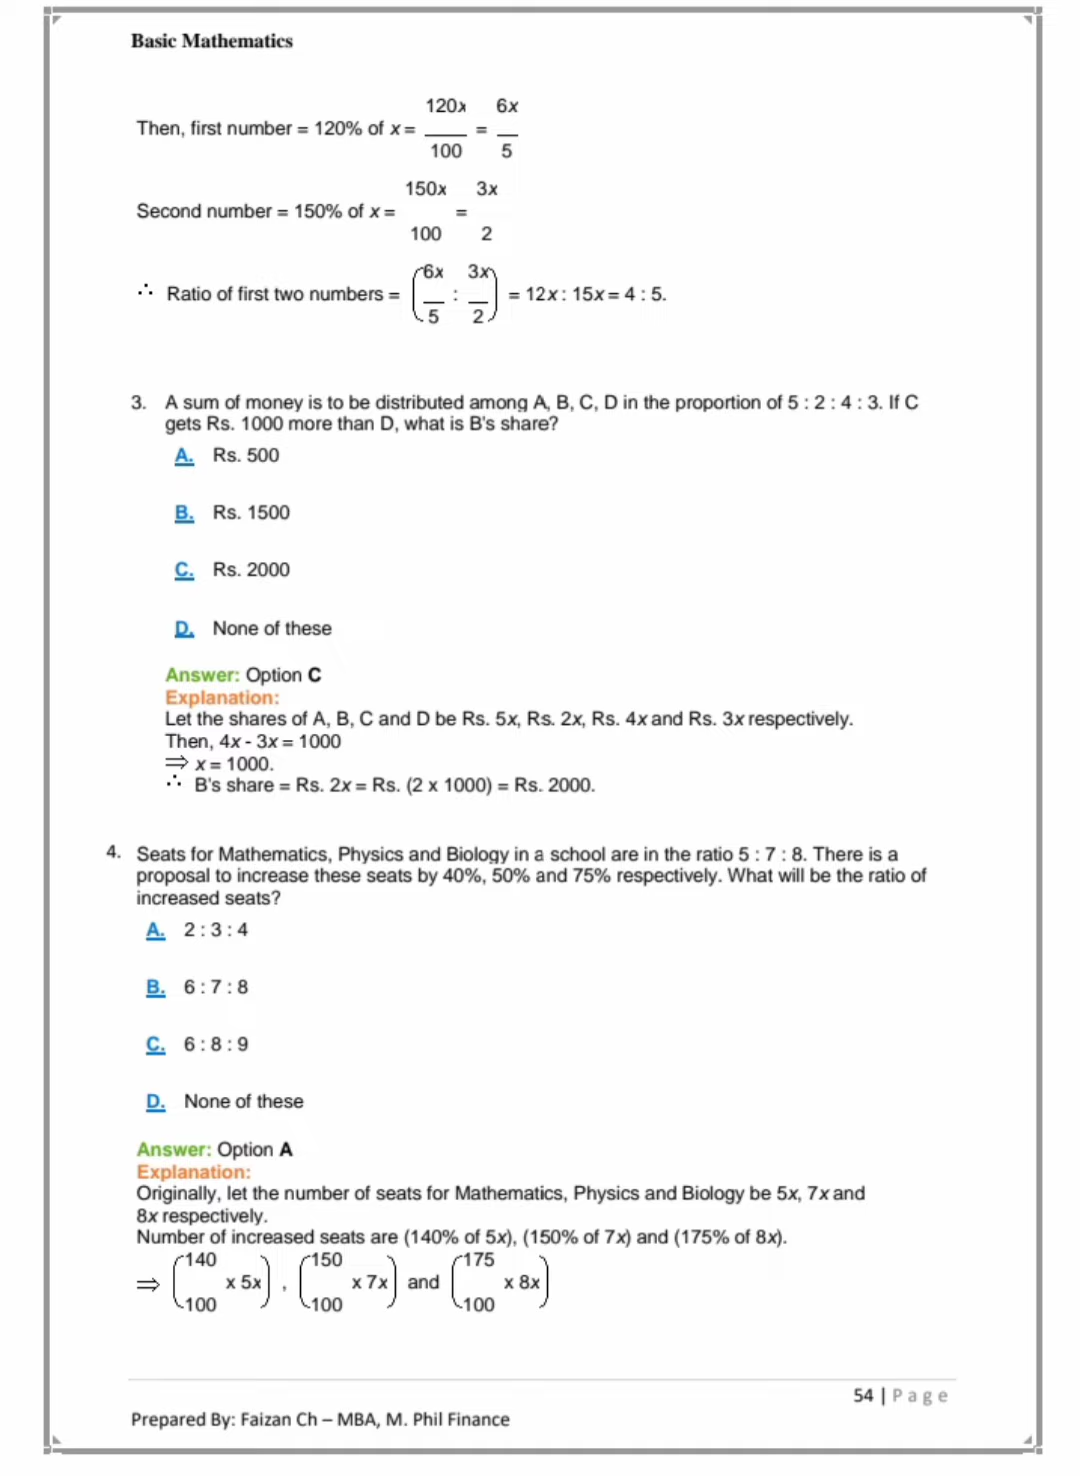 Basic Mathematics
Then, first number = 120% of x = 120x/100 = 6x/5
Second number = 150% of x = 150x/100 = 3x/2
∴ Ratio of first two numbers = (6x/5 : 3x/2) = 12x : 15x = 4 : 5.
3. A sum of money is to be distributed among A, B, C, D in the proportion of 5 : 2 : 4 : 3. If C
gets Rs. 1000 more than D, what is B's share?
A. Rs. 500
B. Rs. 1500
C. Rs. 2000
D. None of these
Answer: Option C
Explanation:
Let the shares of A, B, C and D be Rs. 5x, Rs. 2x, Rs. 4x and Rs. 3x respectively.
Then, 4x - 3x = 1000
⇒ x = 1000.
∴ B's share = Rs. 2x = Rs. (2 x 1000) = Rs. 2000.
4. Seats for Mathematics, Physics and Biology in a school are in the ratio 5 : 7 : 8. There is a
proposal to increase these seats by 40%, 50% and 75% respectively. What will be the ratio of
increased seats?
A. 2 : 3 : 4
B. 6 : 7 : 8
C. 6 : 8 : 9
D. None of these
Answer: Option A
Explanation:
Originally, let the number of seats for Mathematics, Physics and Biology be 5x, 7x and
8x respectively.
Number of increased seats are (140% of 5x), (150% of 7x) and (175% of 8x).
⇒ (140/100 x 5x), (150/100 x 7x) and (175/100 x 8x)
54 | Page
Prepared By: Faizan Ch – MBA, M. Phil Finance